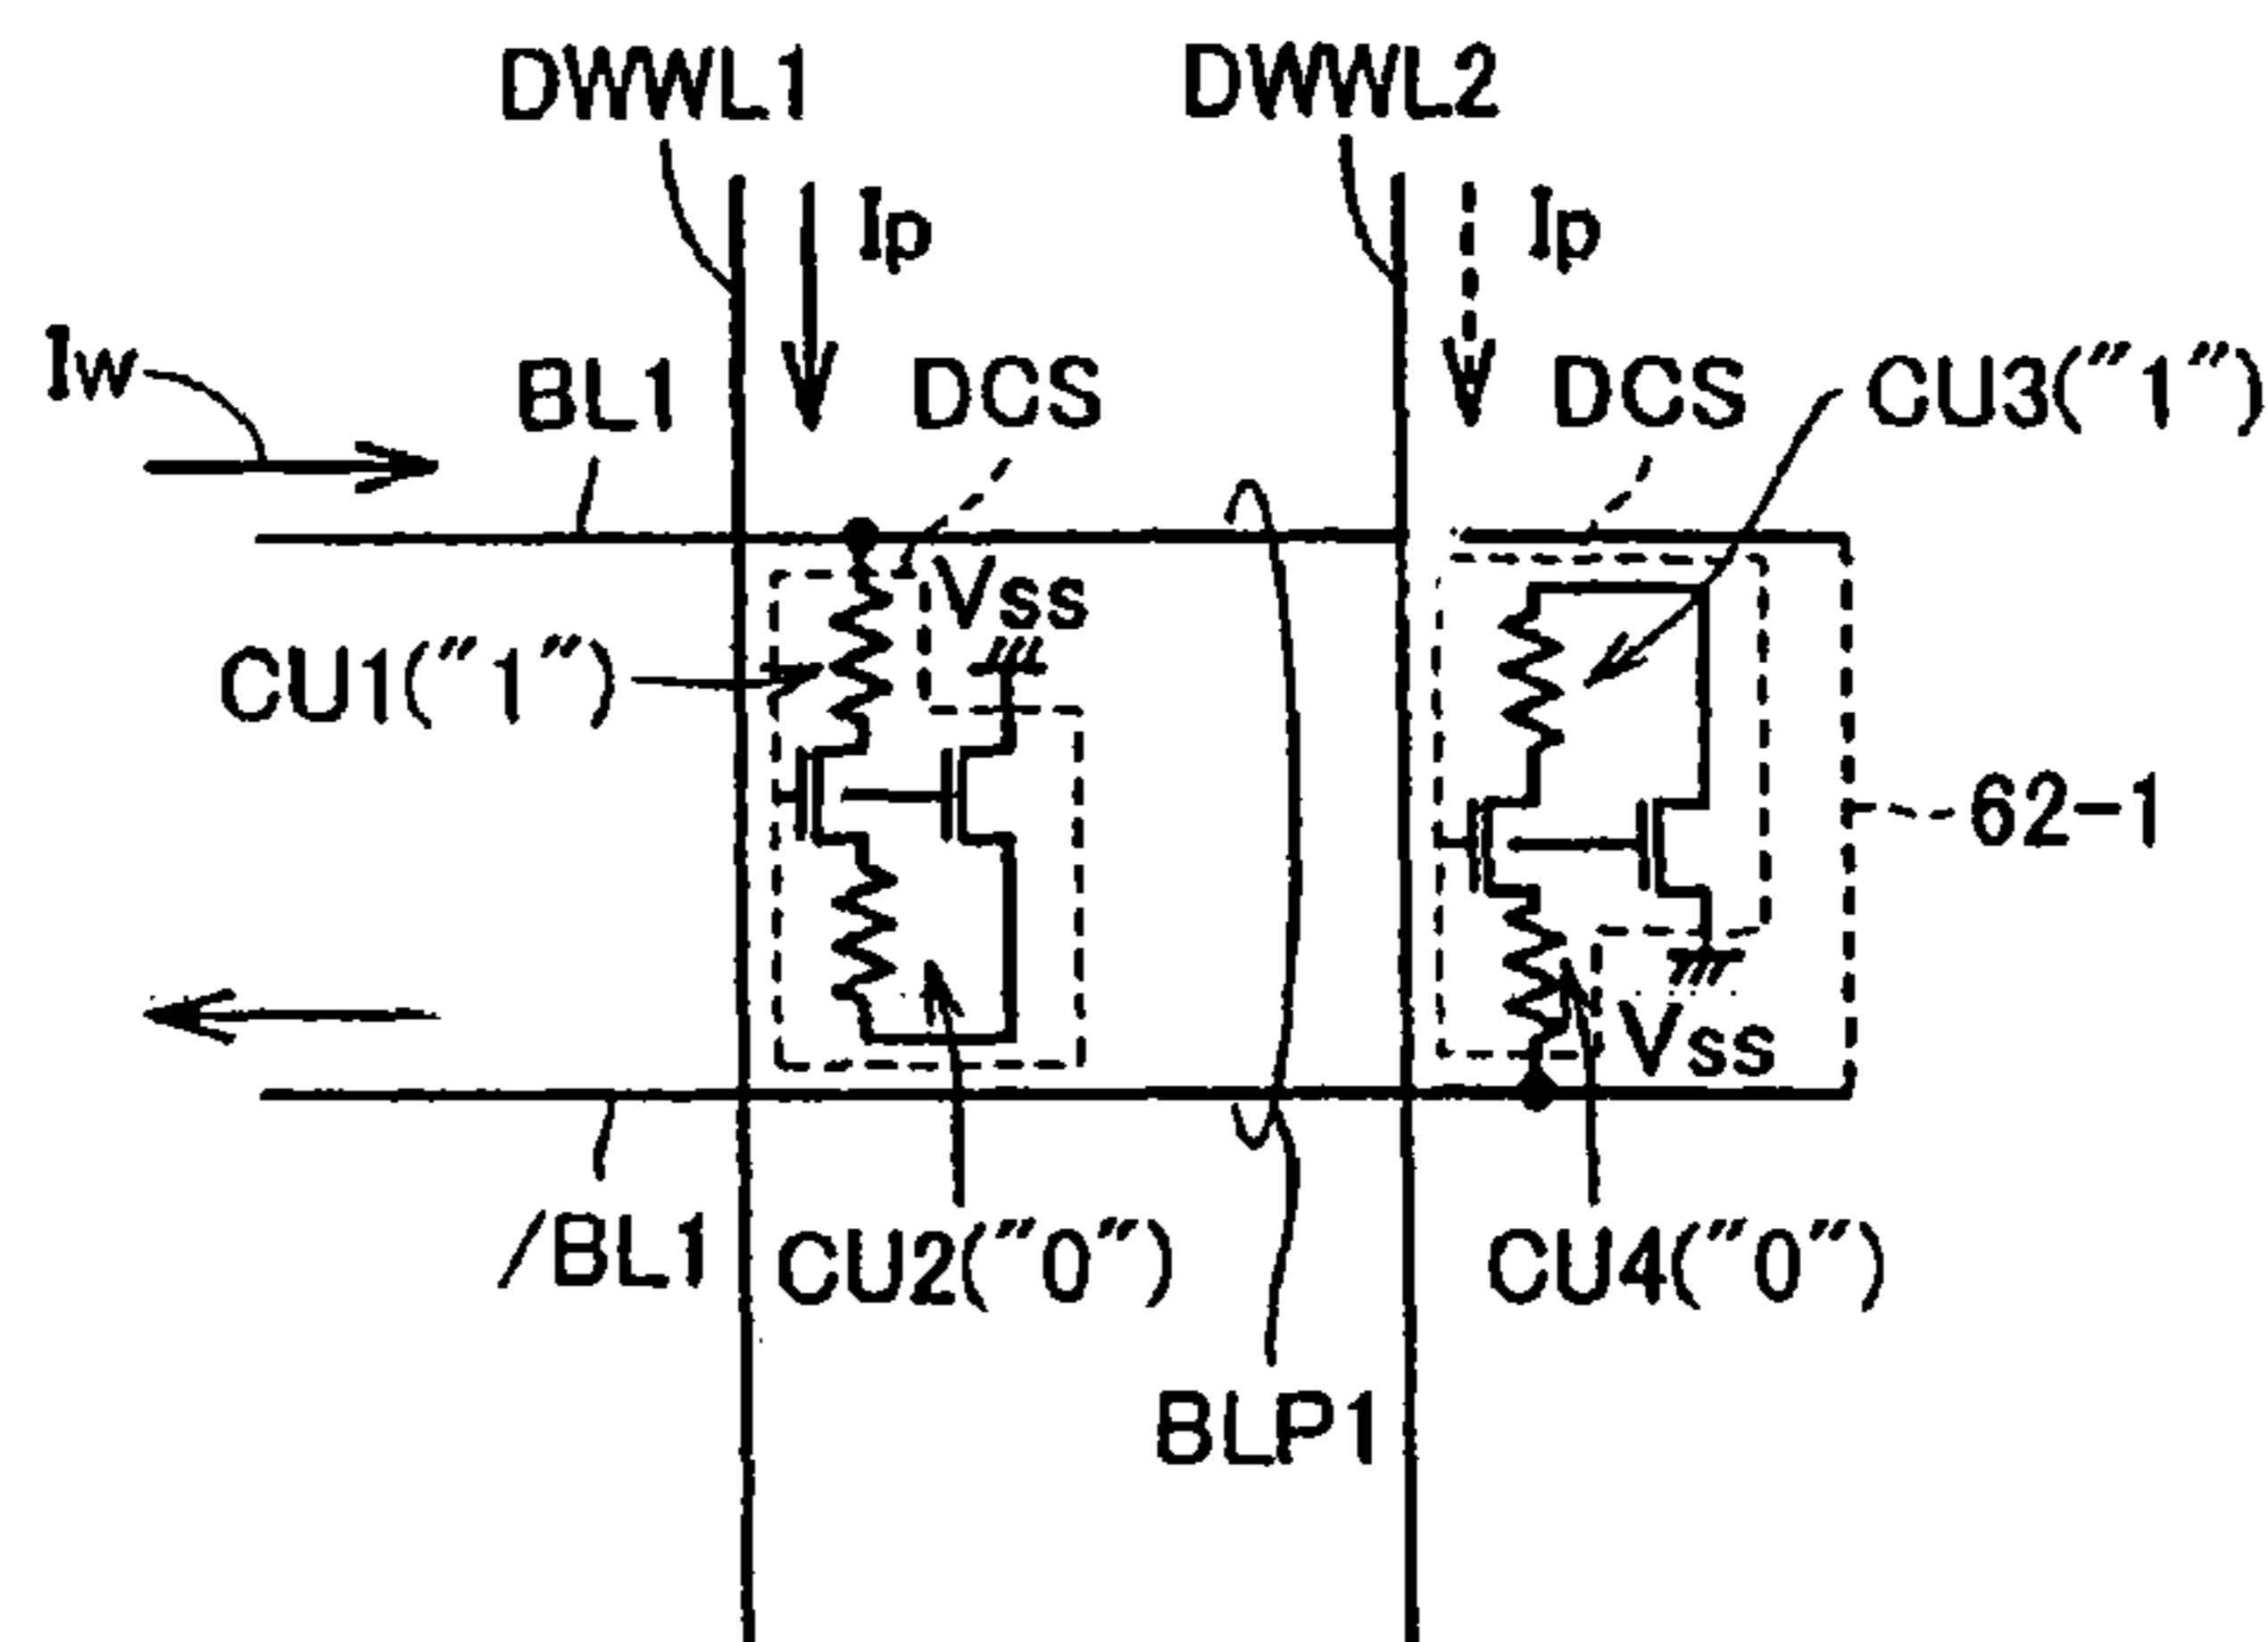 DWWL1 DWWL2
Ip Ip
Iw BL1 DCS DCS CU3("1")
Vss
CU1("1")
62-1
Vss
/BL1 CU2("0") CU4("0")
BLP1